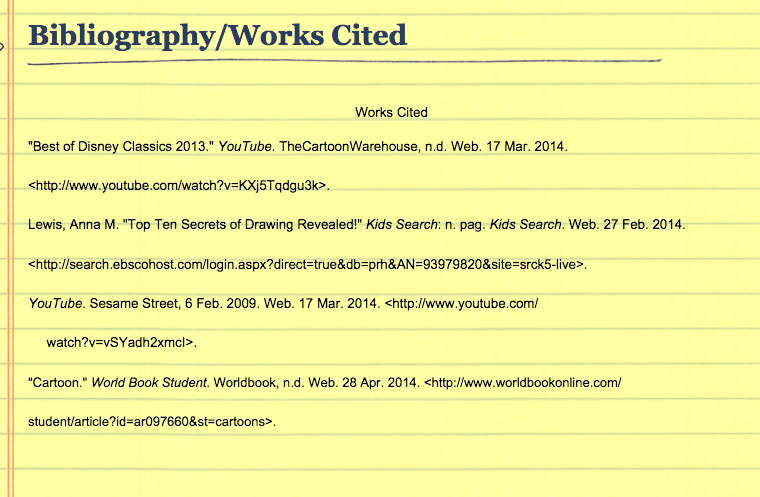 Bibliography/Works Cited
Works Cited
"Best of Disney Classics 2013." YouTube. TheCartoonWarehouse, n.d. Web. 17 Mar. 2014.
<http://www.youtube.com/watch?v=KXj5Tqdgu3k>.
Lewis, Anna M. "Top Ten Secrets of Drawing Revealed!" Kids Search: n. pag. Kids Search. Web. 27 Feb. 2014.
<http://search.ebscohost.com/login.aspx?direct=true&db=prh&AN=93979820&site=srck5-live>.
YouTube. Sesame Street, 6 Feb. 2009. Web. 17 Mar. 2014. <http://www.youtube.com/
watch?v=vSYadh2xmcI>.
"Cartoon." World Book Student. Worldbook, n.d. Web. 28 Apr. 2014. <http://www.worldbookonline.com/
student/article?id=ar097660&st=cartoons>.